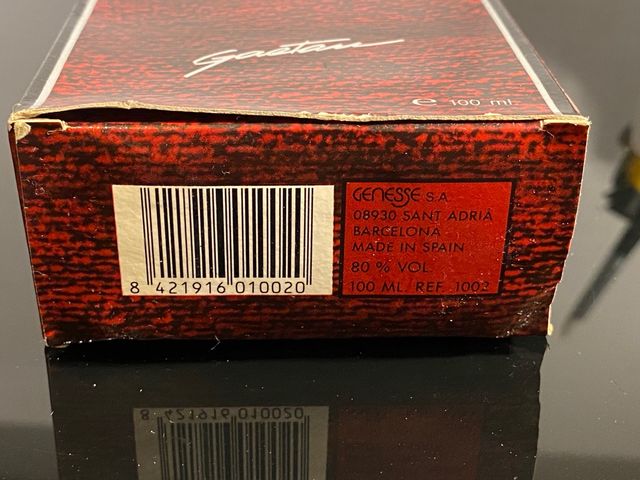 Gaëtan
e 100 ml.
8 421916 010020
GENESSE S.A.
08930 SANT ADRIÀ
BARCELONA
MADE IN SPAIN
80 % VOL
100 ML. REF. 1003